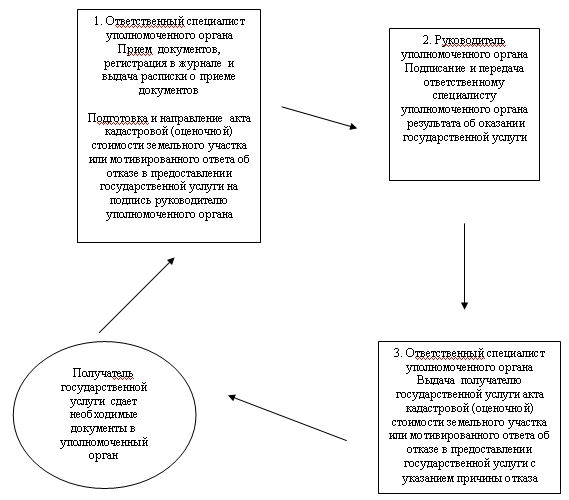 1. Ответственный специалист
уполномоченного органа
Прием документов,
регистрация в журнале и
выдача расписки о приеме
документов
Подготовка и направление акта
кадастровой (оценочной)
стоимости земельного участка
или мотивированного ответа об
отказе в предоставлении
государственной услуги на
подпись руководителю
уполномоченного органа
2. Руководитель
уполномоченного органа
Подписание и передача
ответственному
специалисту
уполномоченного органа
результата об оказании
государственной услуги
3. Ответственный специалист
уполномоченного органа
Выдача получателю
государственной услуги акта
кадастровой (оценочной)
стоимости земельного участка
или мотивированного ответа об
отказе в предоставлении
государственной услуги с
указанием причины отказа
Получатель
государственной
услуги сдает
необходимые
документы в
уполномоченный
орган